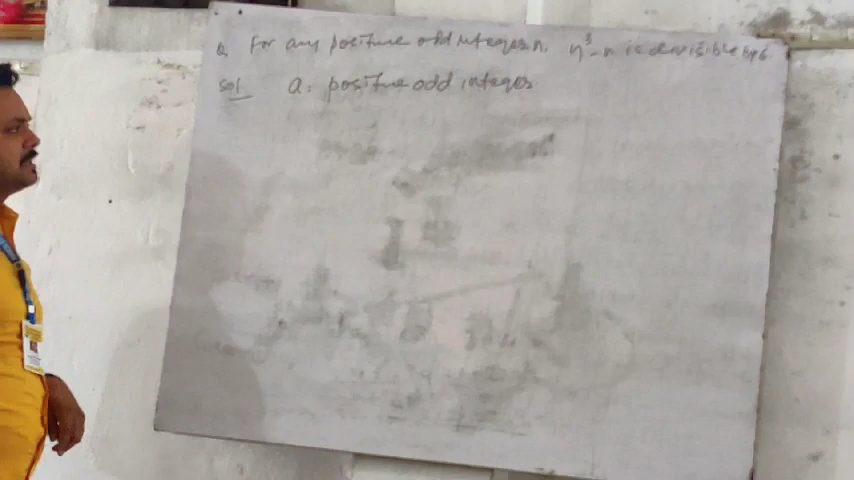 Q For any positive odd integer n, n³-n is divisible by 6
Sol a. positive odd integer